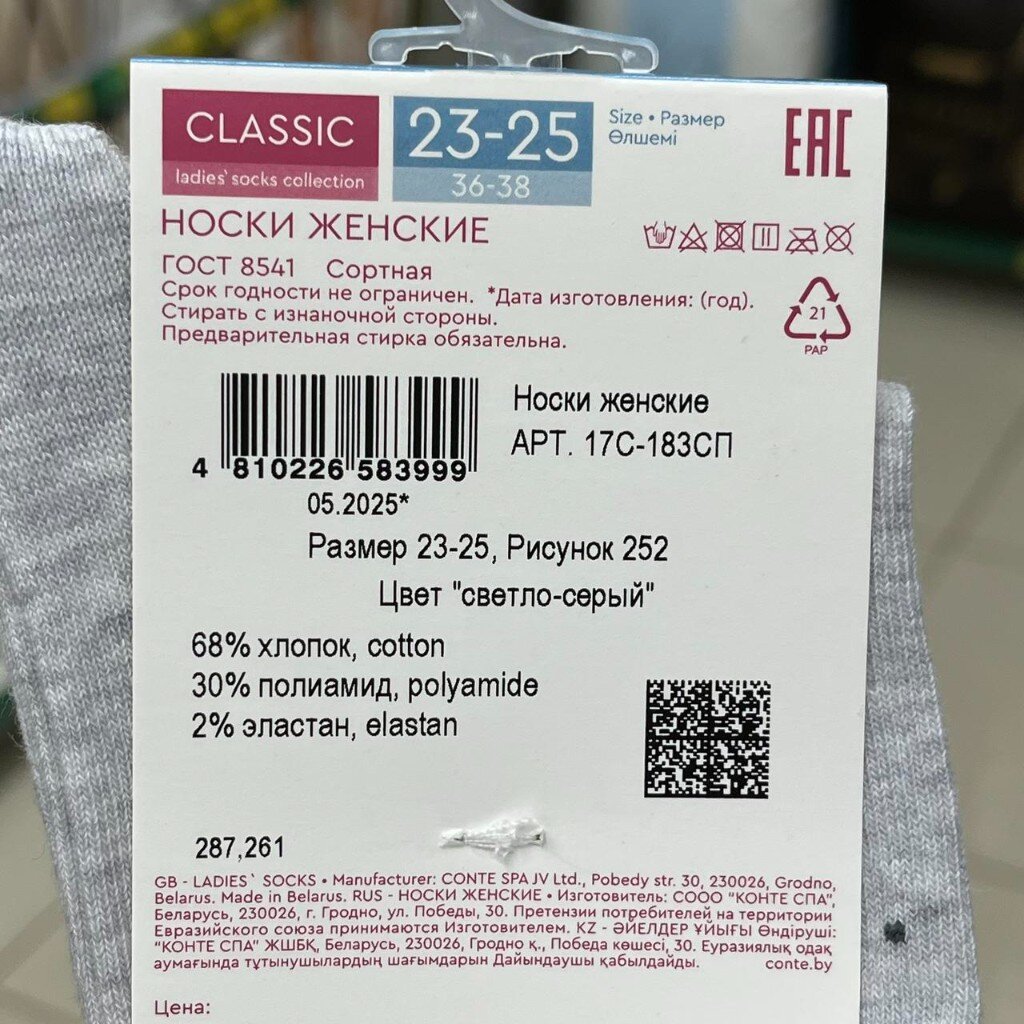 CLASSIC
ladies` socks collection
23-25
36-38
Size • Размер
Өлшемі
EAC
НОСКИ ЖЕНСКИЕ
ГОСТ 8541 Сортная
Срок годности не ограничен. *Дата изготовления: (год).
Стирать с изнаночной стороны.
Предварительная стирка обязательна.
21
PAP
Носки женские
АРТ. 17С-183СП
4 810226 583999
05.2025*
Размер 23-25, Рисунок 252
Цвет "светло-серый"
68% хлопок, cotton
30% полиамид, polyamide
2% эластан, elastan
287,261
GB - LADIES` SOCKS • Manufacturer: CONTE SPA JV Ltd., Pobedy str. 30, 230026, Grodno,
Belarus. Made in Belarus. RUS - НОСКИ ЖЕНСКИЕ • Изготовитель: СООО "КОНТЕ СПА",
Беларусь, 230026, г. Гродно, ул. Победы, 30. Претензии потребителей на территории
Евразийского союза принимаются Изготовителем. KZ - ӘЙЕЛДЕР ҰЙЫҒЫ Өндіруші:
"КОНТЕ СПА" ЖШБҚ, Беларусь, 230026, Гродно қ., Победа көшесі, 30. Еуразиялық одақ
аумағында тұтынушылардың шағымдарын Дайындаушы қабылдайды. conte.by
Цена: